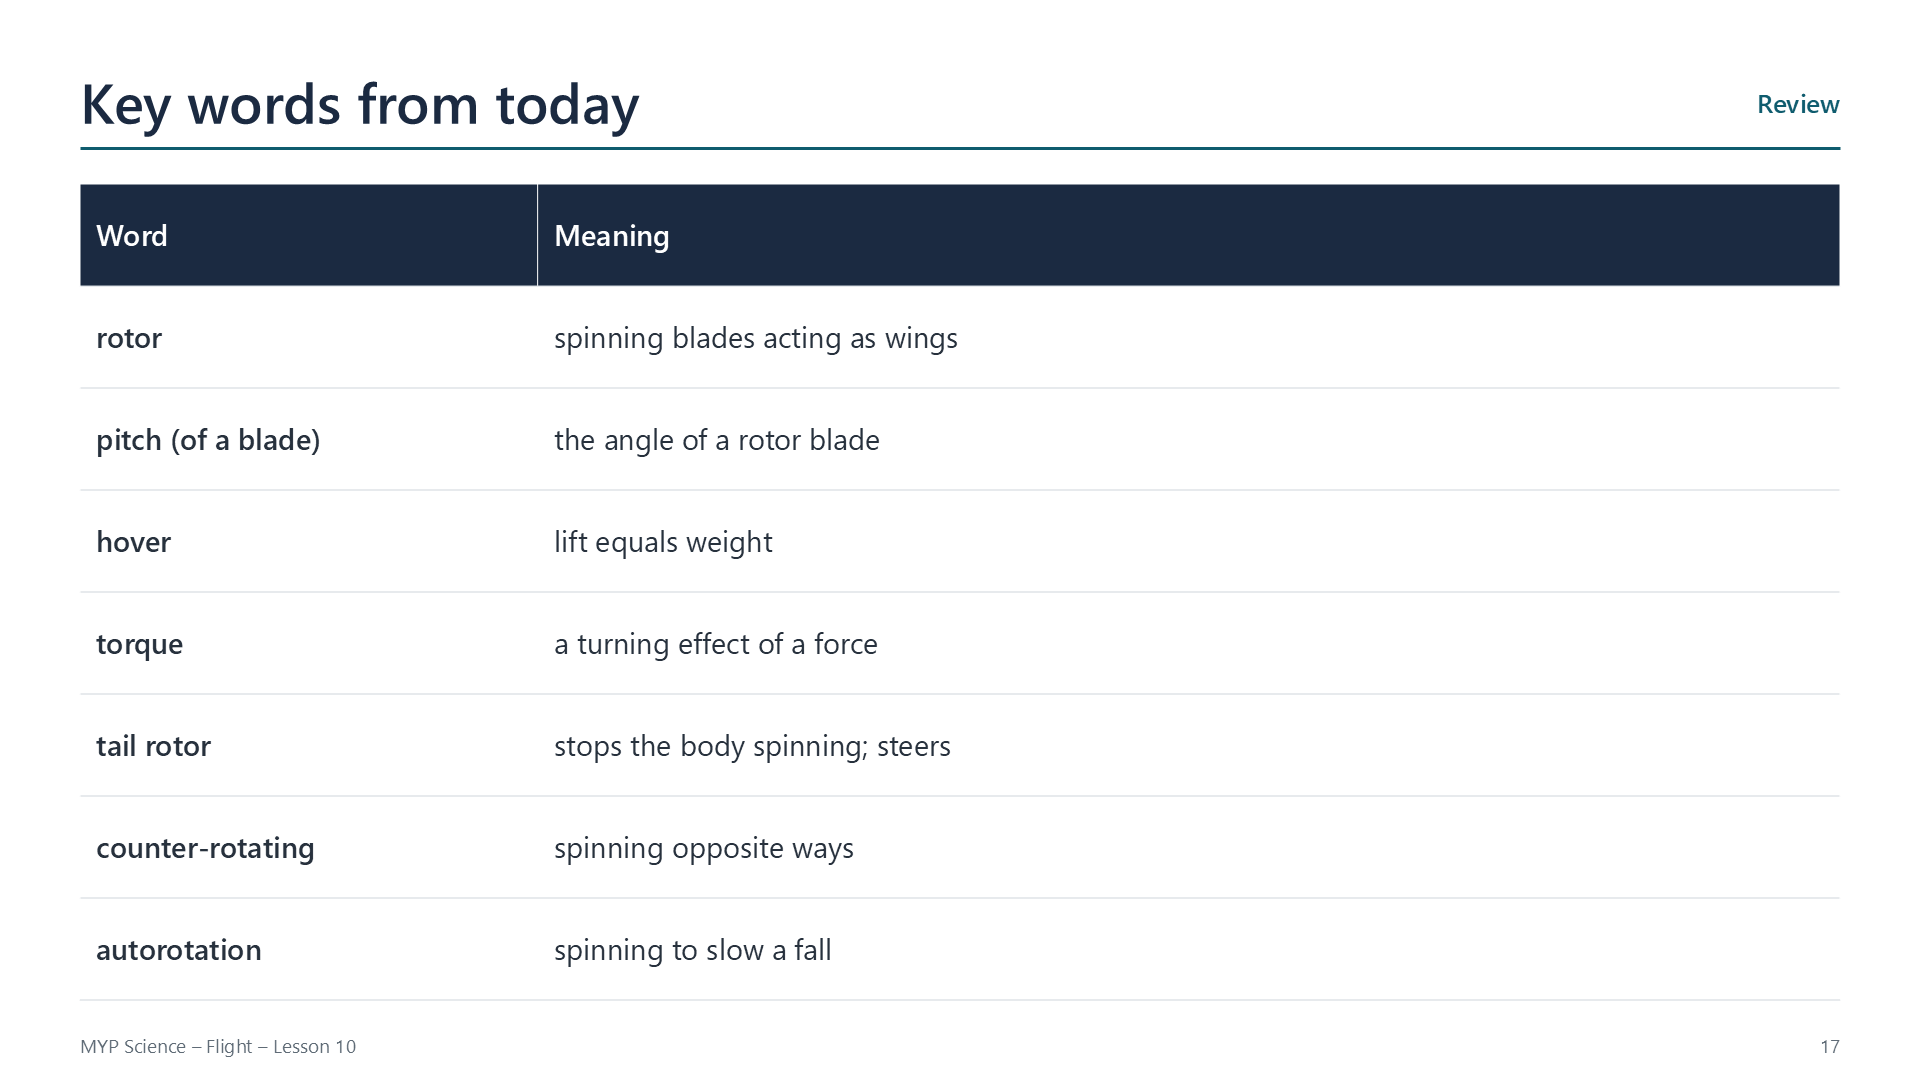 Key words from today
Review
Word Meaning
rotor spinning blades acting as wings
pitch (of a blade) the angle of a rotor blade
hover lift equals weight
torque a turning effect of a force
tail rotor stops the body spinning; steers
counter-rotating spinning opposite ways
autorotation spinning to slow a fall
MYP Science – Flight – Lesson 10
17